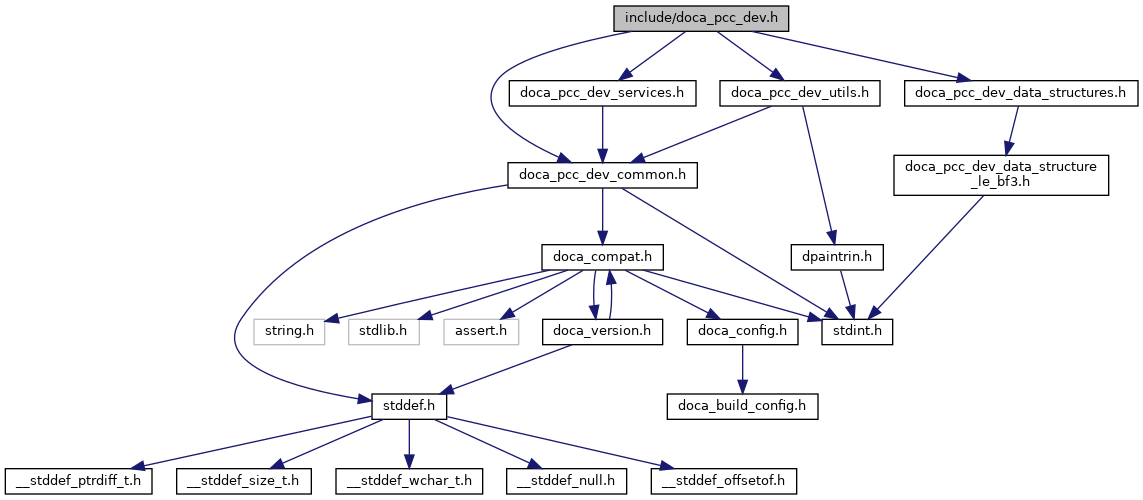 include/doca_pcc_dev.h
doca_pcc_dev_services.h
doca_pcc_dev_utils.h
doca_pcc_dev_data_structures.h
doca_pcc_dev_common.h
doca_pcc_dev_data_structure
_le_bf3.h
doca_compat.h
dpaintrin.h
string.h
stdlib.h
assert.h
doca_version.h
doca_config.h
stdint.h
stddef.h
doca_build_config.h
__stddef_ptrdiff_t.h
__stddef_size_t.h
__stddef_wchar_t.h
__stddef_null.h
__stddef_offsetof.h